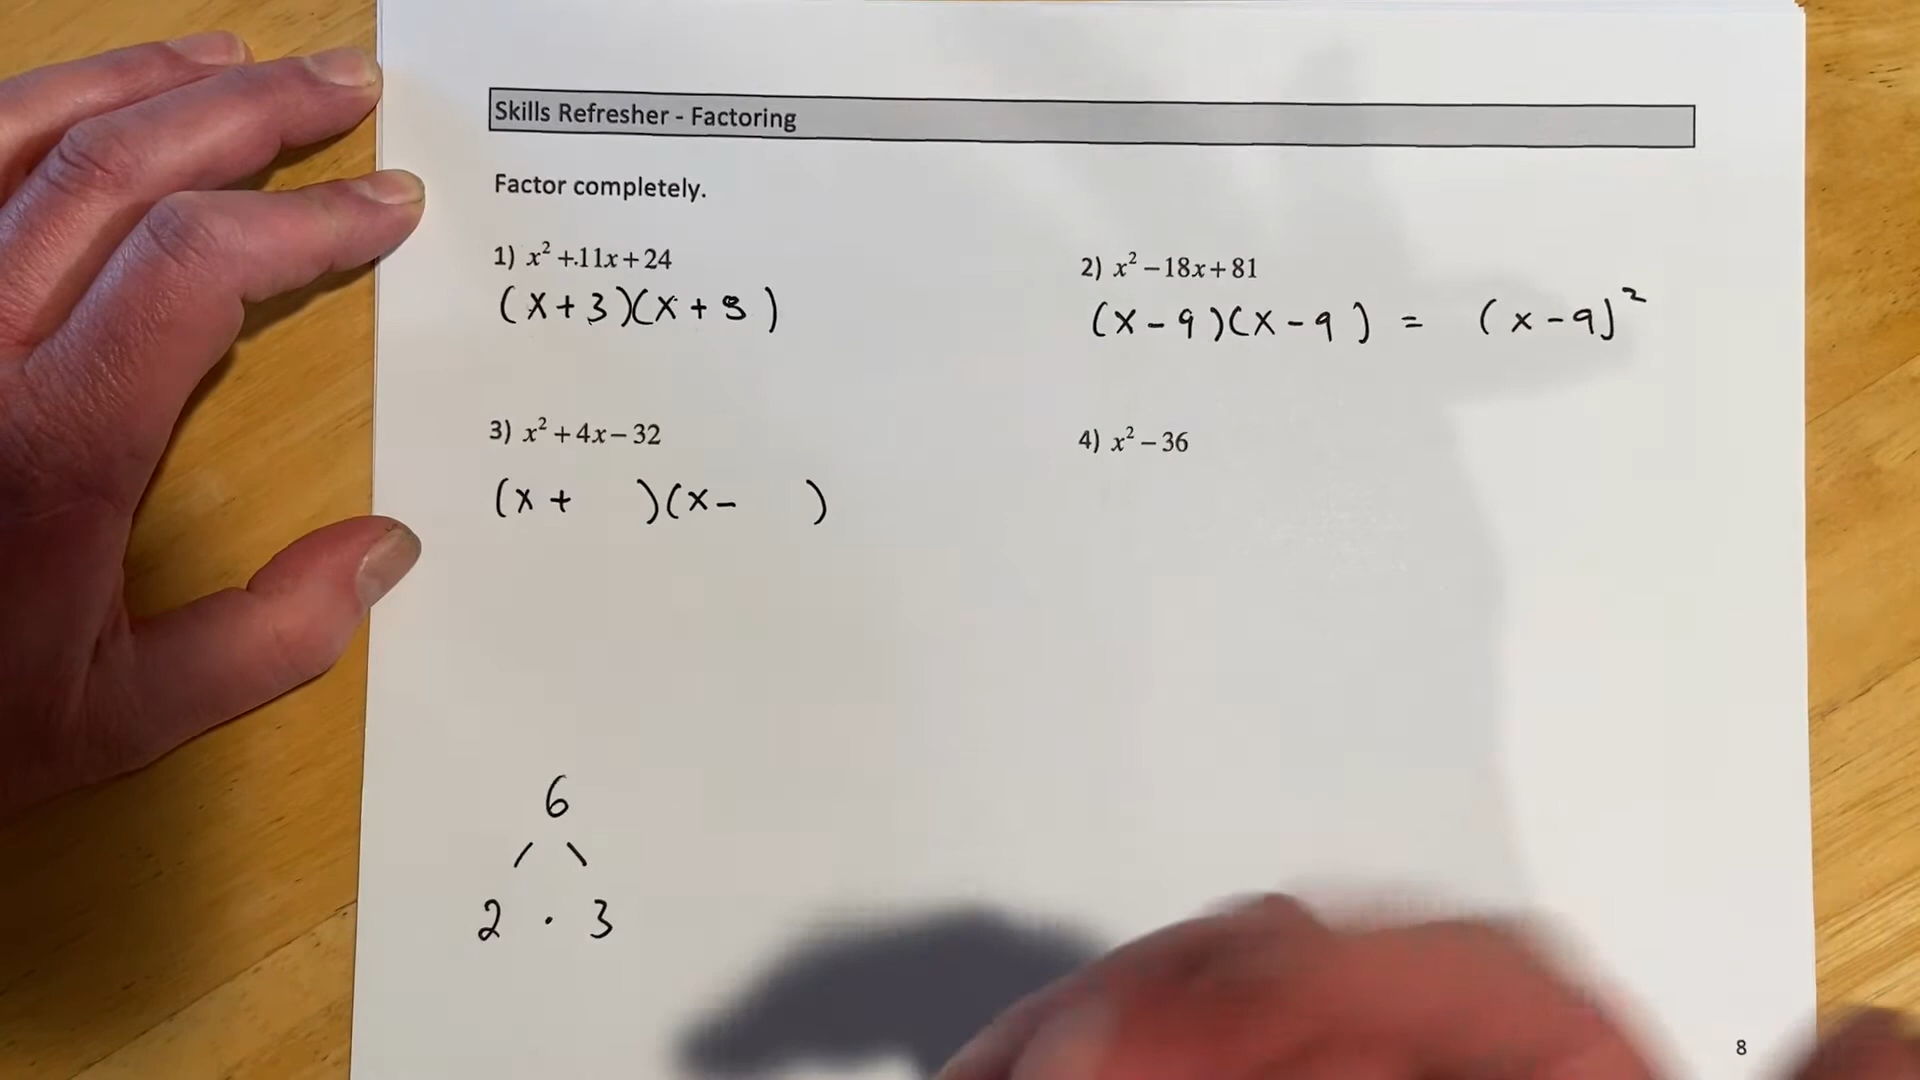 Skills Refresher - Factoring
Factor completely.
1) x² + 11x + 24
(x + 3)(x + 8)
2) x² − 18x + 81
(x − 9)(x − 9) = (x − 9)²
3) x² + 4x − 32
(x +   )(x −   )
4) x² − 36
6
/ \
2 · 3
8